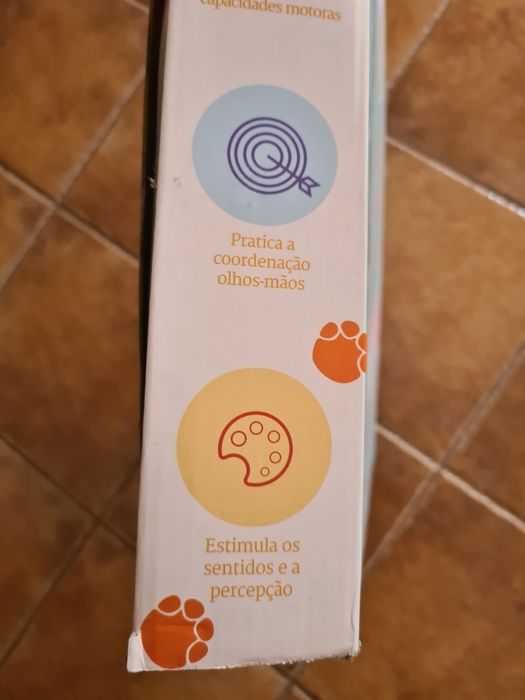 capacidades motoras
Pratica a
coordenação
olhos-mãos
Estimula os
sentidos e a
percepção